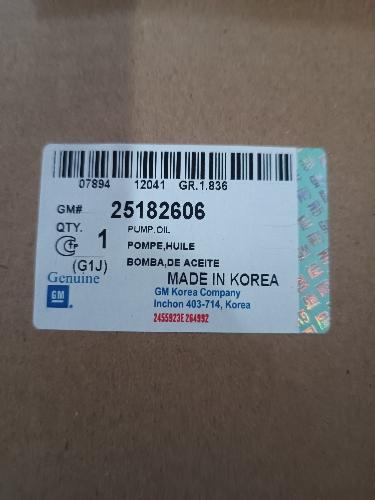 07894 12041 GR.1.836
GM# 25182606
QTY. 1 PUMP,OIL
POMPE,HUILE
(G1J) BOMBA,DE ACEITE
Genuine MADE IN KOREA
GM GM Korea Company
Inchon 403-714, Korea
2455923E264992